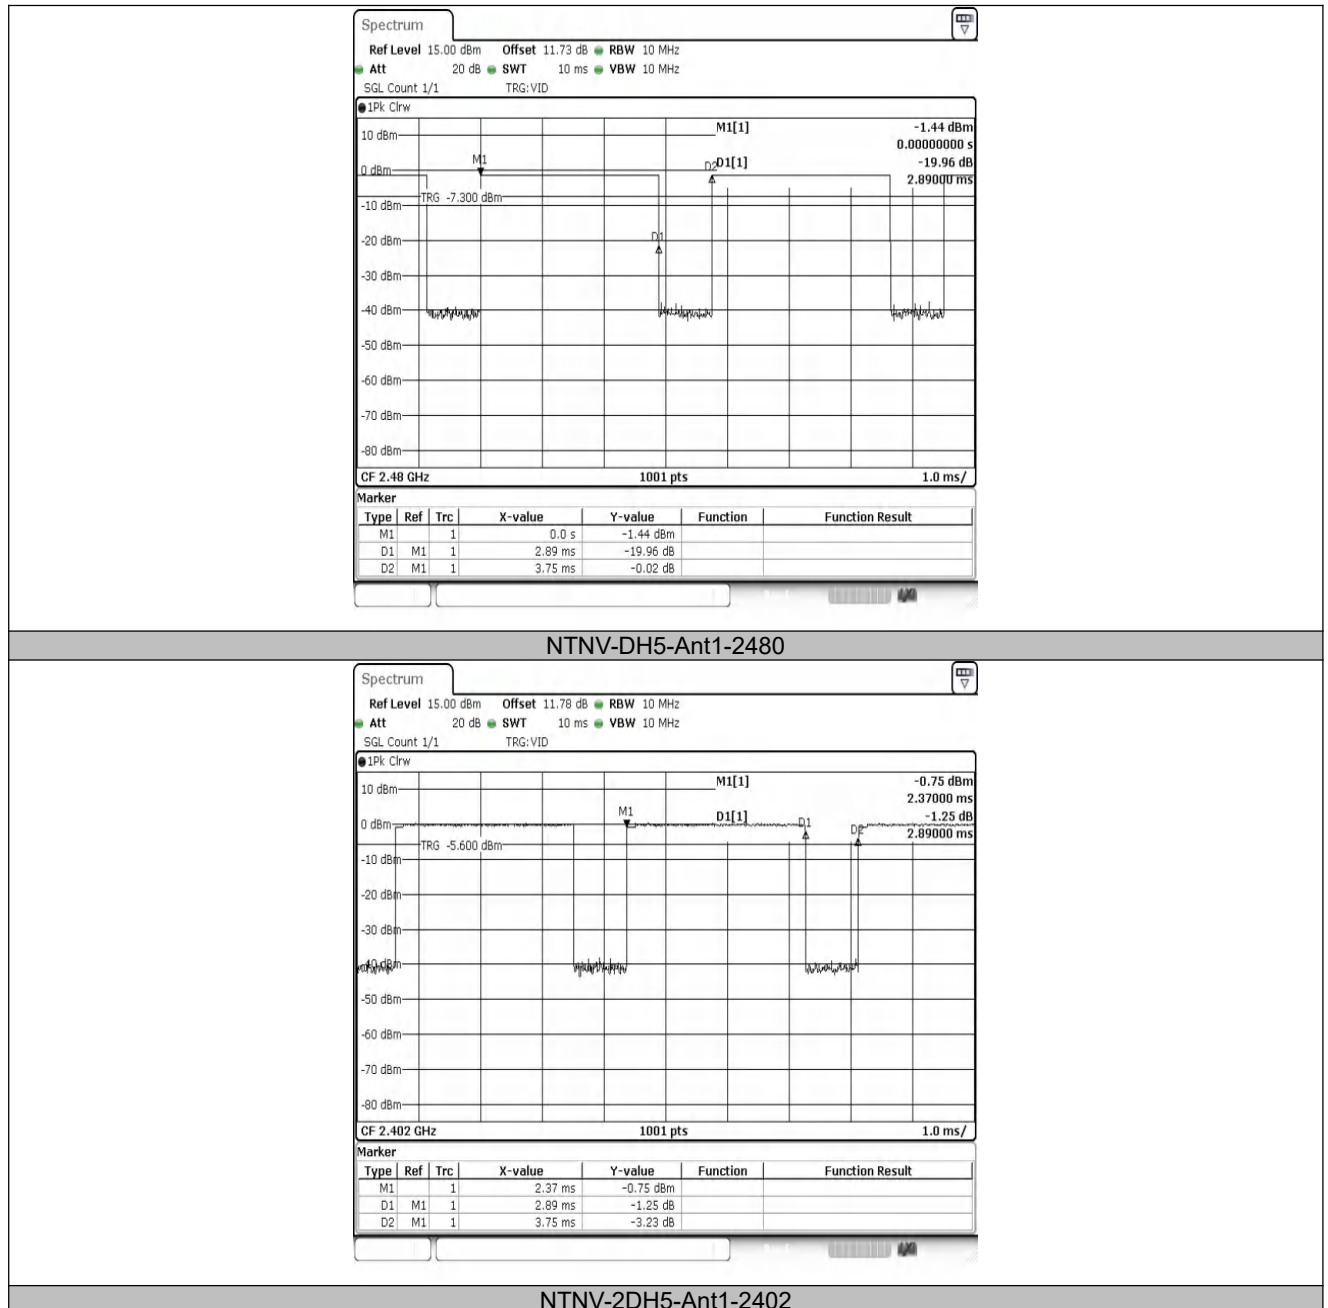 Spectrum
Ref Level 15.00 dBm Offset 11.73 dB RBW 10 MHz
Att 20 dB SWT 10 ms VBW 10 MHz
SGL Count 1/1 TRG:VID
1Pk Clrw
M1[1] -1.44 dBm
0.00000000 s
D1[1] -19.96 dB
2.89000 ms
10 dBm
M1
D2
0 dBm
TRG -7.300 dBm
-10 dBm
D1
-20 dBm
-30 dBm
-40 dBm
-50 dBm
-60 dBm
-70 dBm
-80 dBm
CF 2.48 GHz 1001 pts 1.0 ms/
Marker
Type Ref Trc X-value Y-value Function Function Result
M1 1 0.0 s -1.44 dBm
D1 M1 1 2.89 ms -19.96 dB
D2 M1 1 3.75 ms -0.02 dB
NTNV-DH5-Ant1-2480
Spectrum
Ref Level 15.00 dBm Offset 11.78 dB RBW 10 MHz
Att 20 dB SWT 10 ms VBW 10 MHz
SGL Count 1/1 TRG:VID
1Pk Clrw
M1[1] -0.75 dBm
2.37000 ms
D1[1] -1.25 dB
2.89000 ms
10 dBm
M1
D1
D2
0 dBm
TRG -5.600 dBm
-10 dBm
-20 dBm
-30 dBm
-40 dBm
-50 dBm
-60 dBm
-70 dBm
-80 dBm
CF 2.402 GHz 1001 pts 1.0 ms/
Marker
Type Ref Trc X-value Y-value Function Function Result
M1 1 2.37 ms -0.75 dBm
D1 M1 1 2.89 ms -1.25 dB
D2 M1 1 3.75 ms -3.23 dB
NTNV-2DH5-Ant1-2402